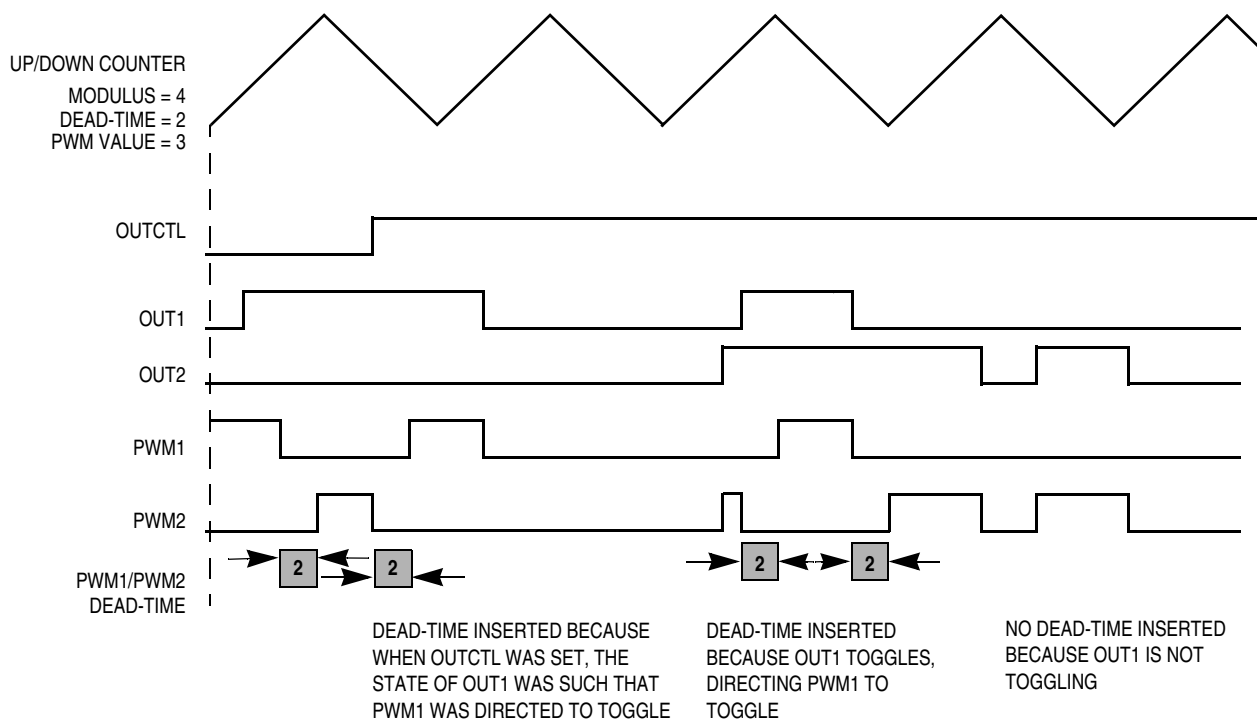 UP/DOWN COUNTER
MODULUS = 4
DEAD-TIME = 2
PWM VALUE = 3
OUTCTL
OUT1
OUT2
PWM1
PWM2
PWM1/PWM2
DEAD-TIME
2
2
2
2
DEAD-TIME INSERTED BECAUSE
WHEN OUTCTL WAS SET, THE
STATE OF OUT1 WAS SUCH THAT
PWM1 WAS DIRECTED TO TOGGLE
DEAD-TIME INSERTED
BECAUSE OUT1 TOGGLES,
DIRECTING PWM1 TO
TOGGLE
NO DEAD-TIME INSERTED
BECAUSE OUT1 IS NOT
TOGGLING